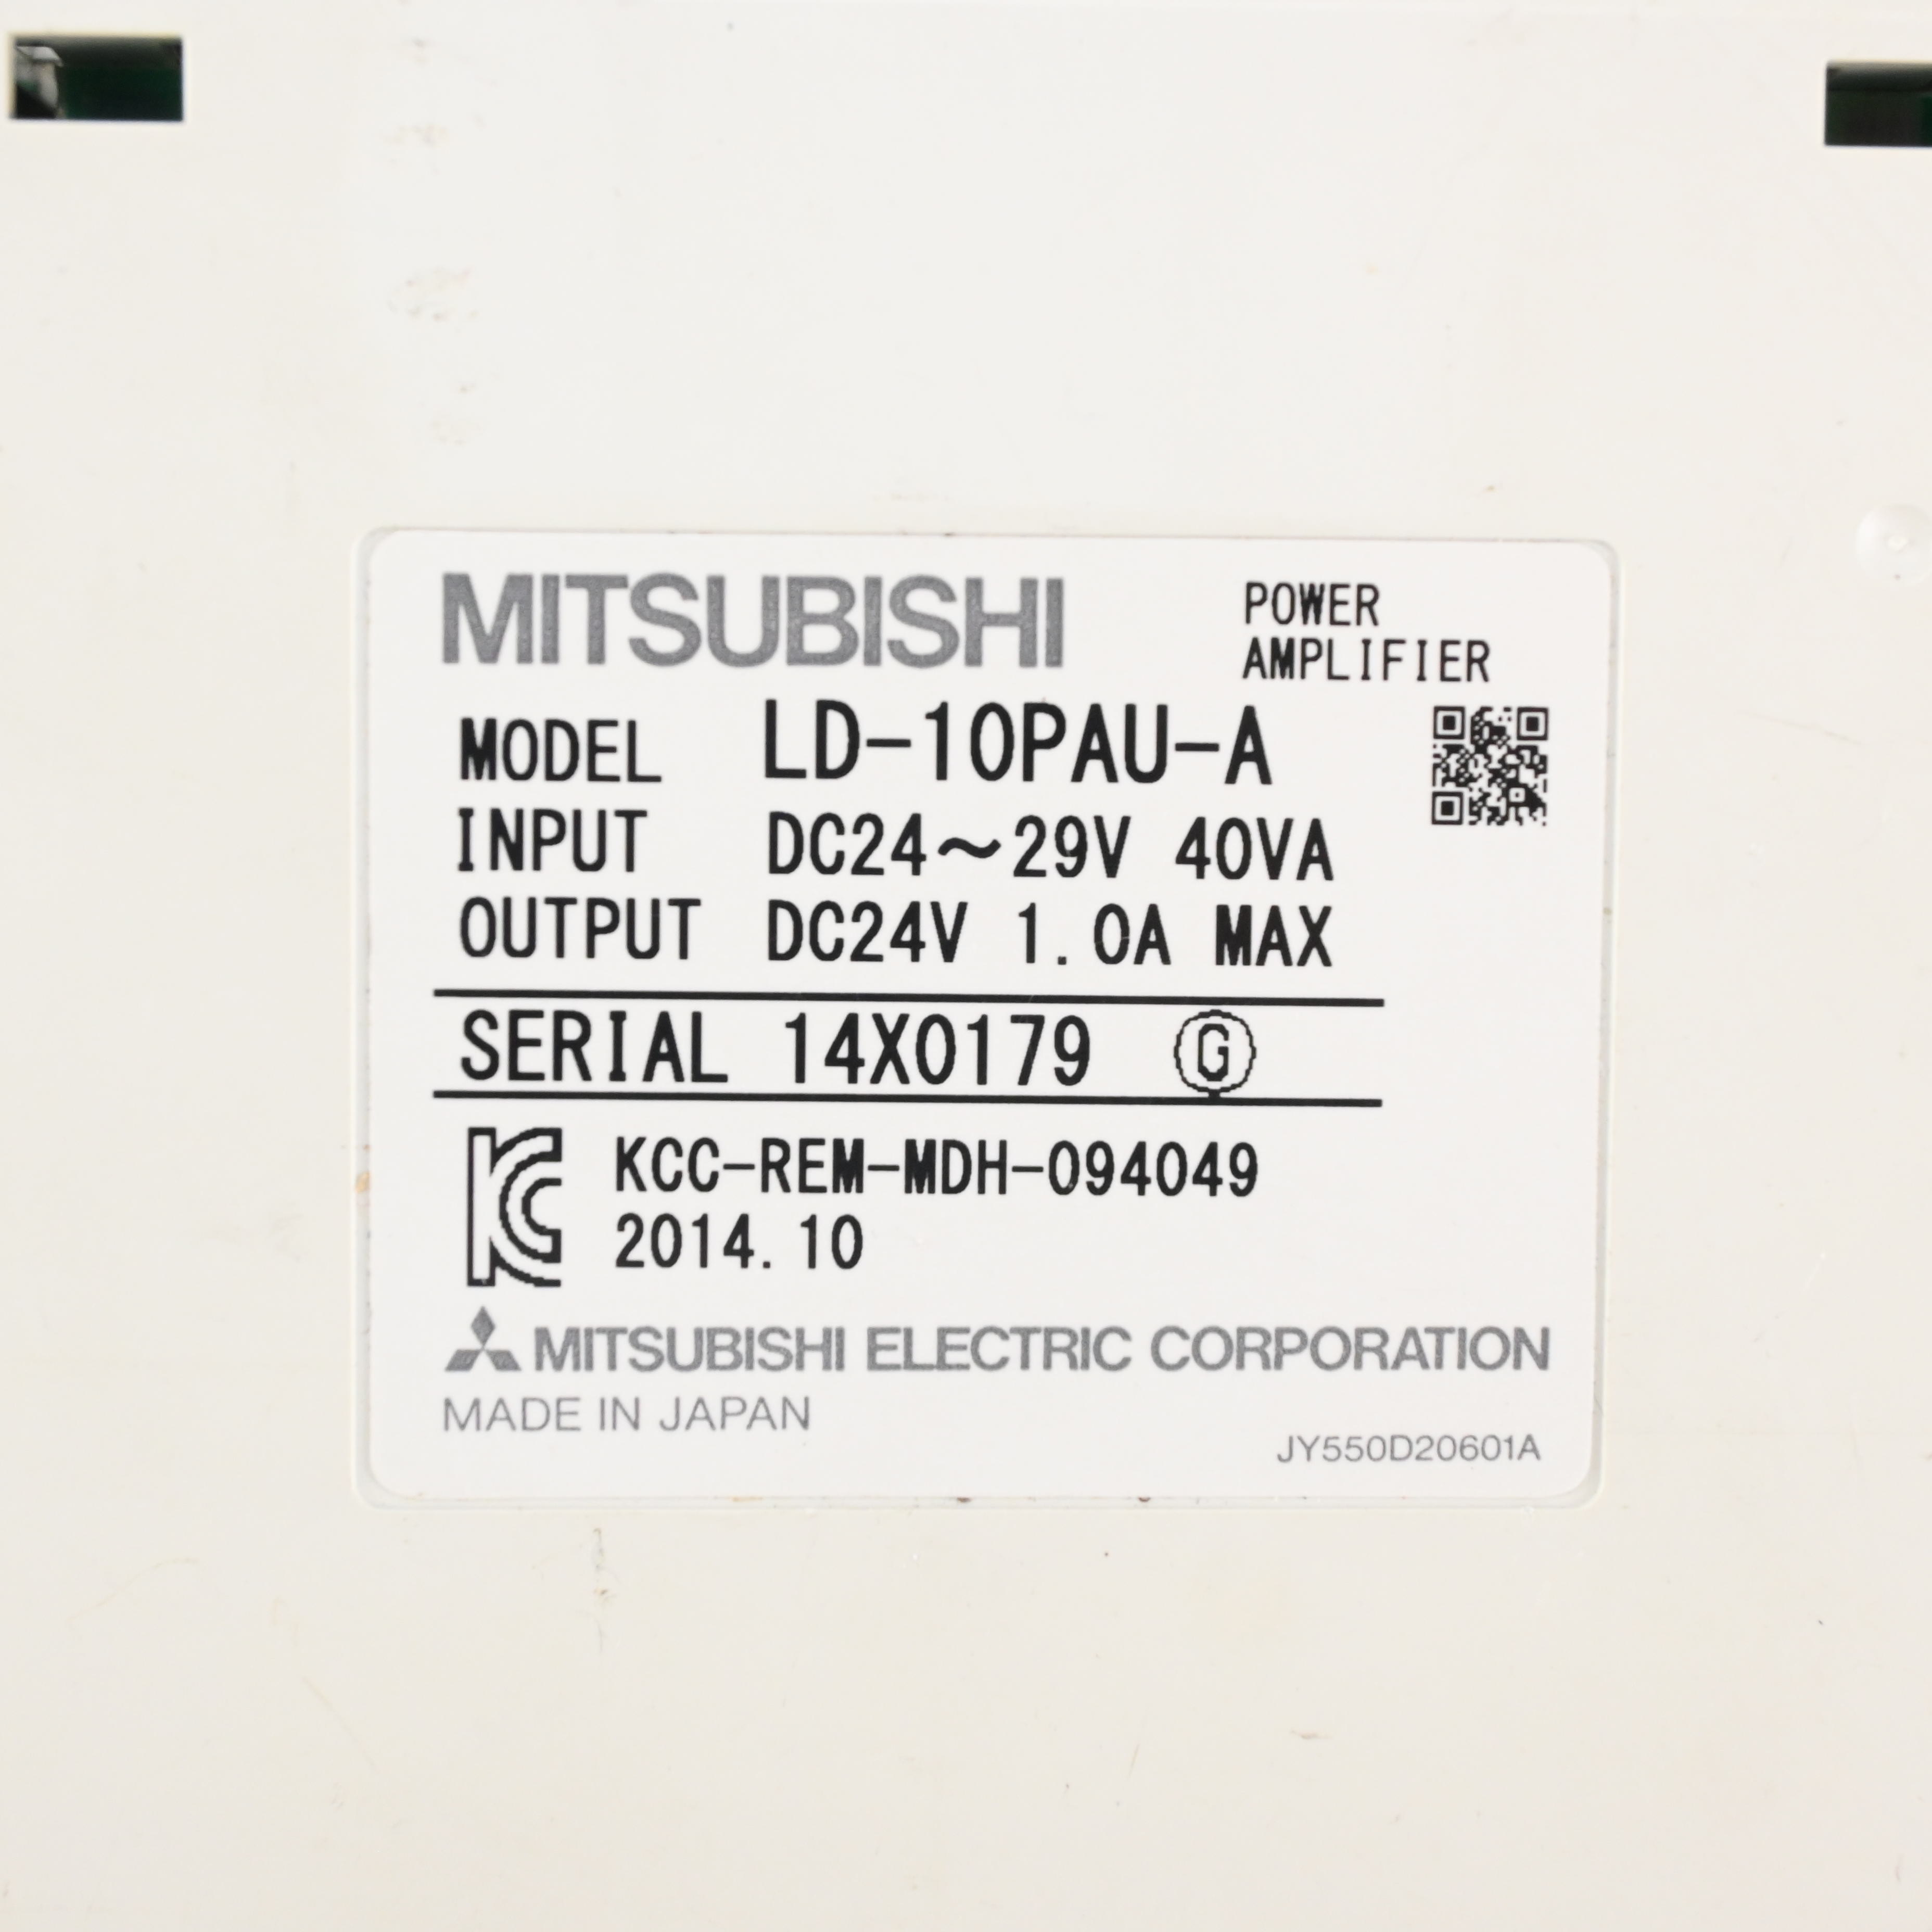 MITSUBISHI
POWER
AMPLIFIER
MODEL LD-10PAU-A
INPUT DC24～29V 40VA
OUTPUT DC24V 1.0A MAX
SERIAL 14X0179 Ⓖ
KCC-REM-MDH-094049
2014.10
MITSUBISHI ELECTRIC CORPORATION
MADE IN JAPAN
JY550D20601A